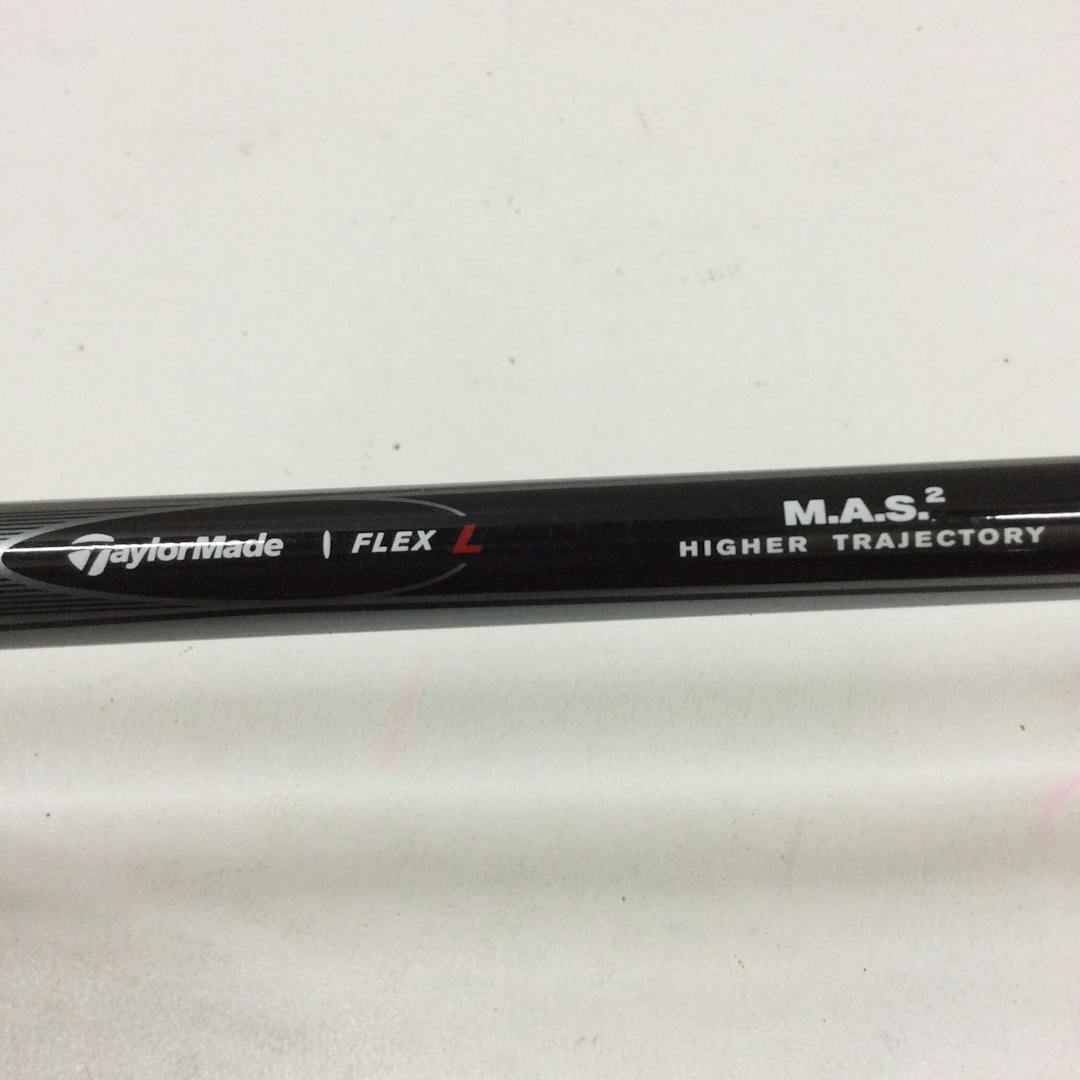 TaylorMade | FLEX L
M.A.S.²
HIGHER TRAJECTORY